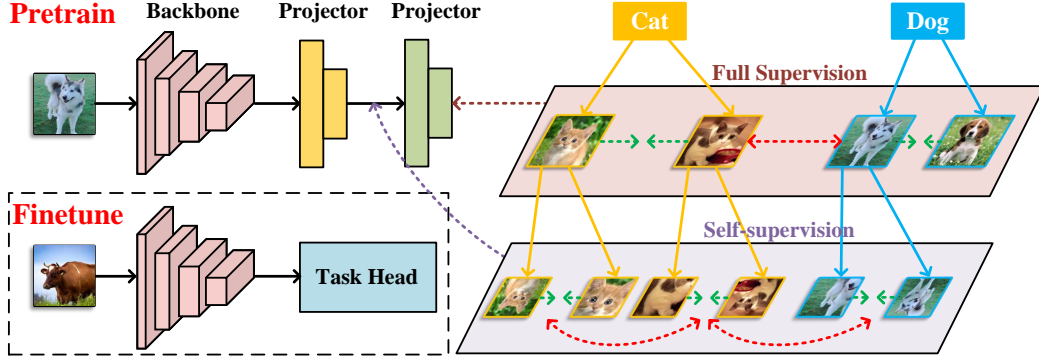 Pretrain
Backbone
Projector
Projector
Cat
Dog
Full Supervision
Finetune
Task Head
Self-supervision